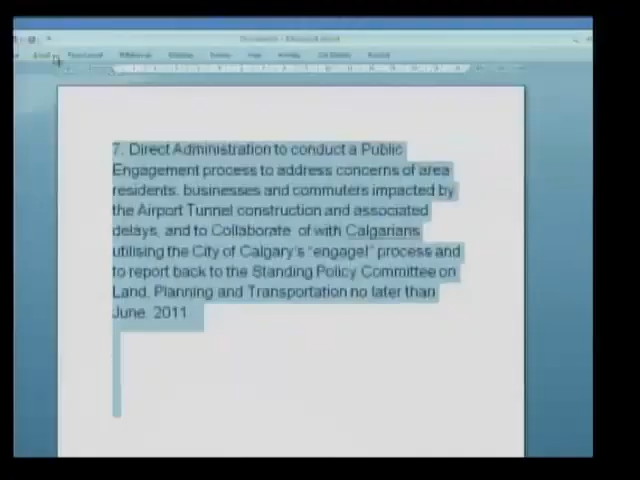 7. Direct Administration to conduct a Public
Engagement process to address concerns of area
residents, businesses and commuters impacted by
the Airport Tunnel construction and associated
delays, and to Collaborate of with Calgarians
utilising the City of Calgary's "engage!" process and
to report back to the Standing Policy Committee on
Land, Planning and Transportation no later than
June 2011